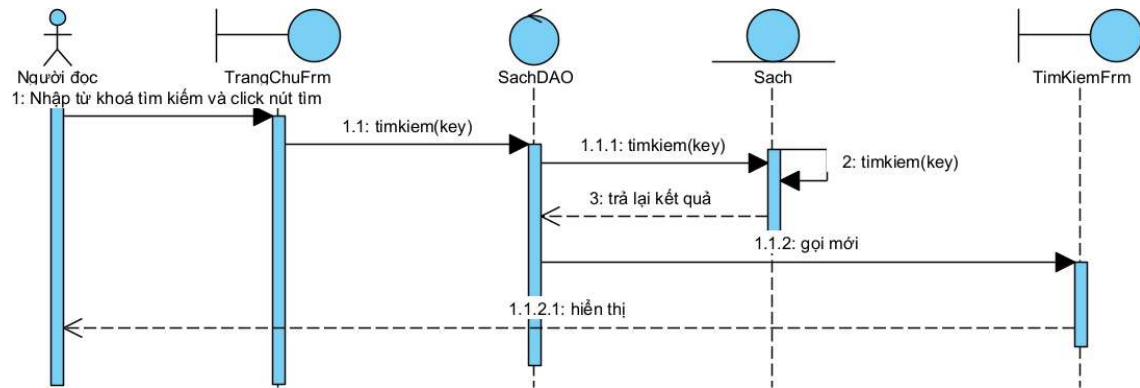 Người đọc
TrangChuFrm
SachDAO
Sach
TimKiemFrm
1: Nhập từ khoá tìm kiếm và click nút tìm
1.1: timkiem(key)
1.1.1: timkiem(key)
2: timkiem(key)
3: trả lại kết quả
1.1.2: gọi mới
1.1.2.1: hiển thị